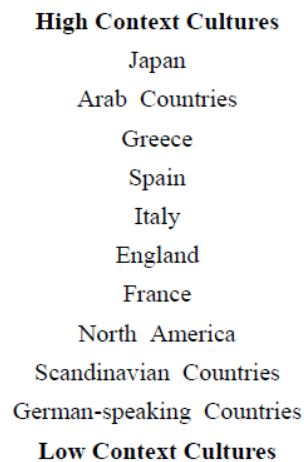 High Context Cultures
Japan
Arab Countries
Greece
Spain
Italy
England
France
North America
Scandinavian Countries
German-speaking Countries
Low Context Cultures